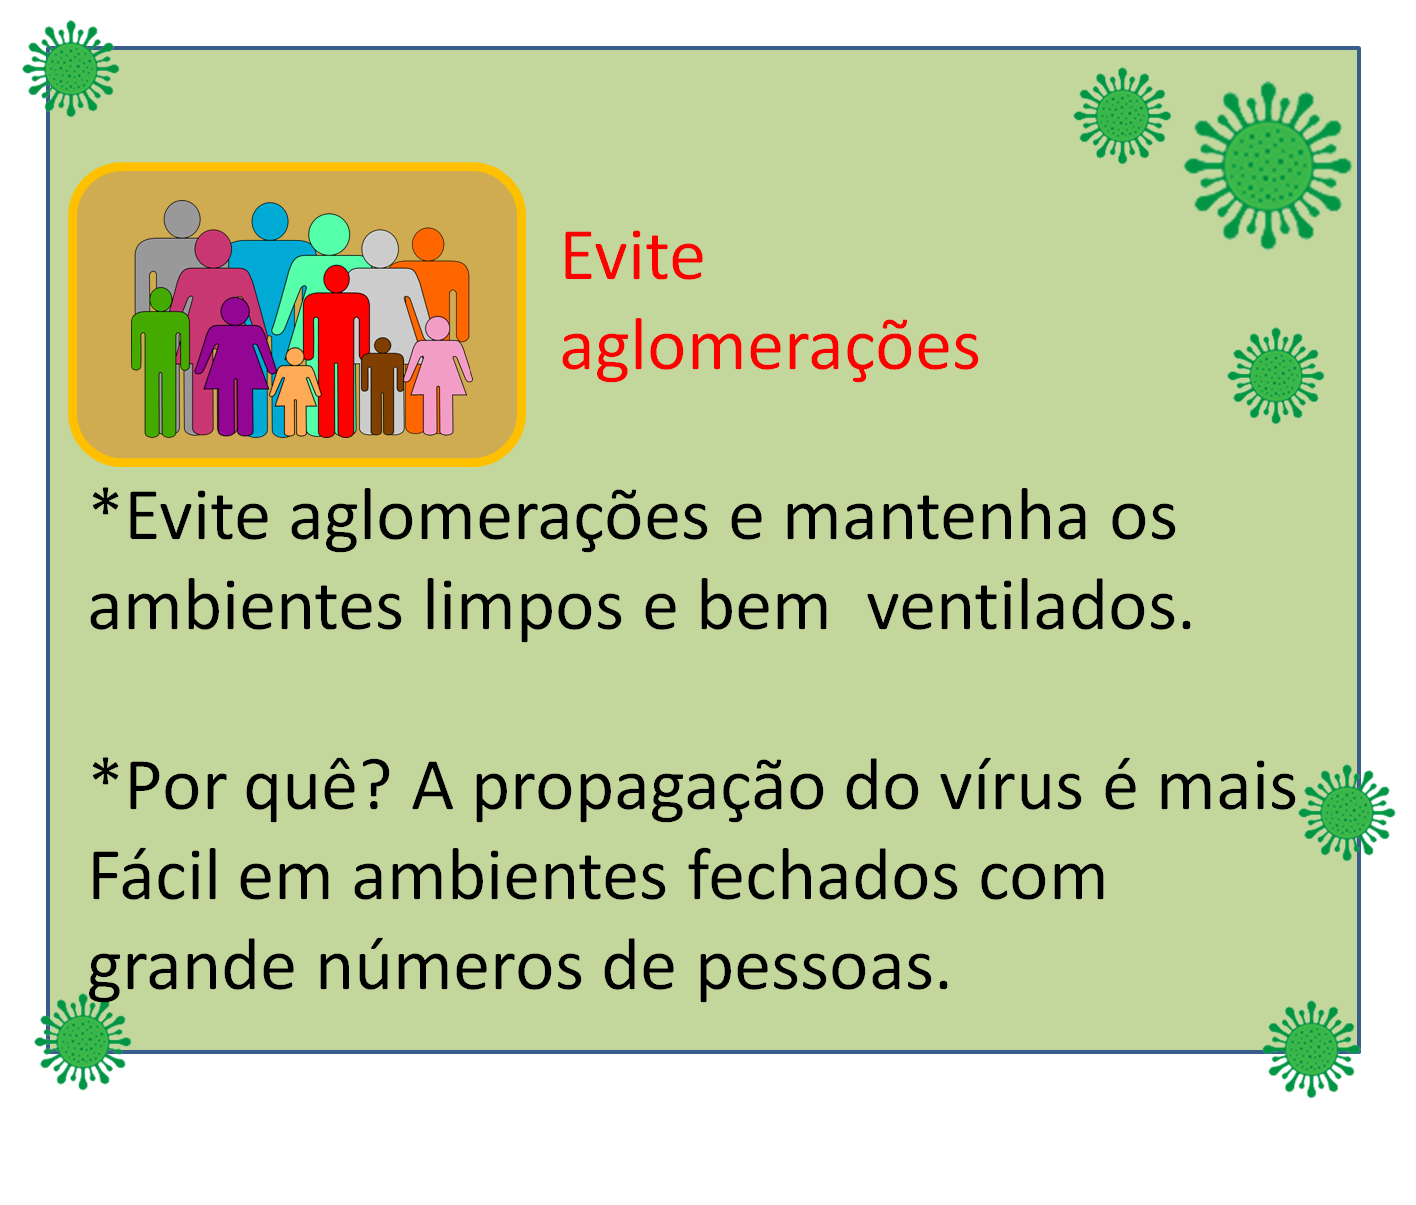 Evite
aglomerações
*Evite aglomerações e mantenha os
ambientes limpos e bem  ventilados.
*Por quê? A propagação do vírus é mais
Fácil em ambientes fechados com
grande números de pessoas.